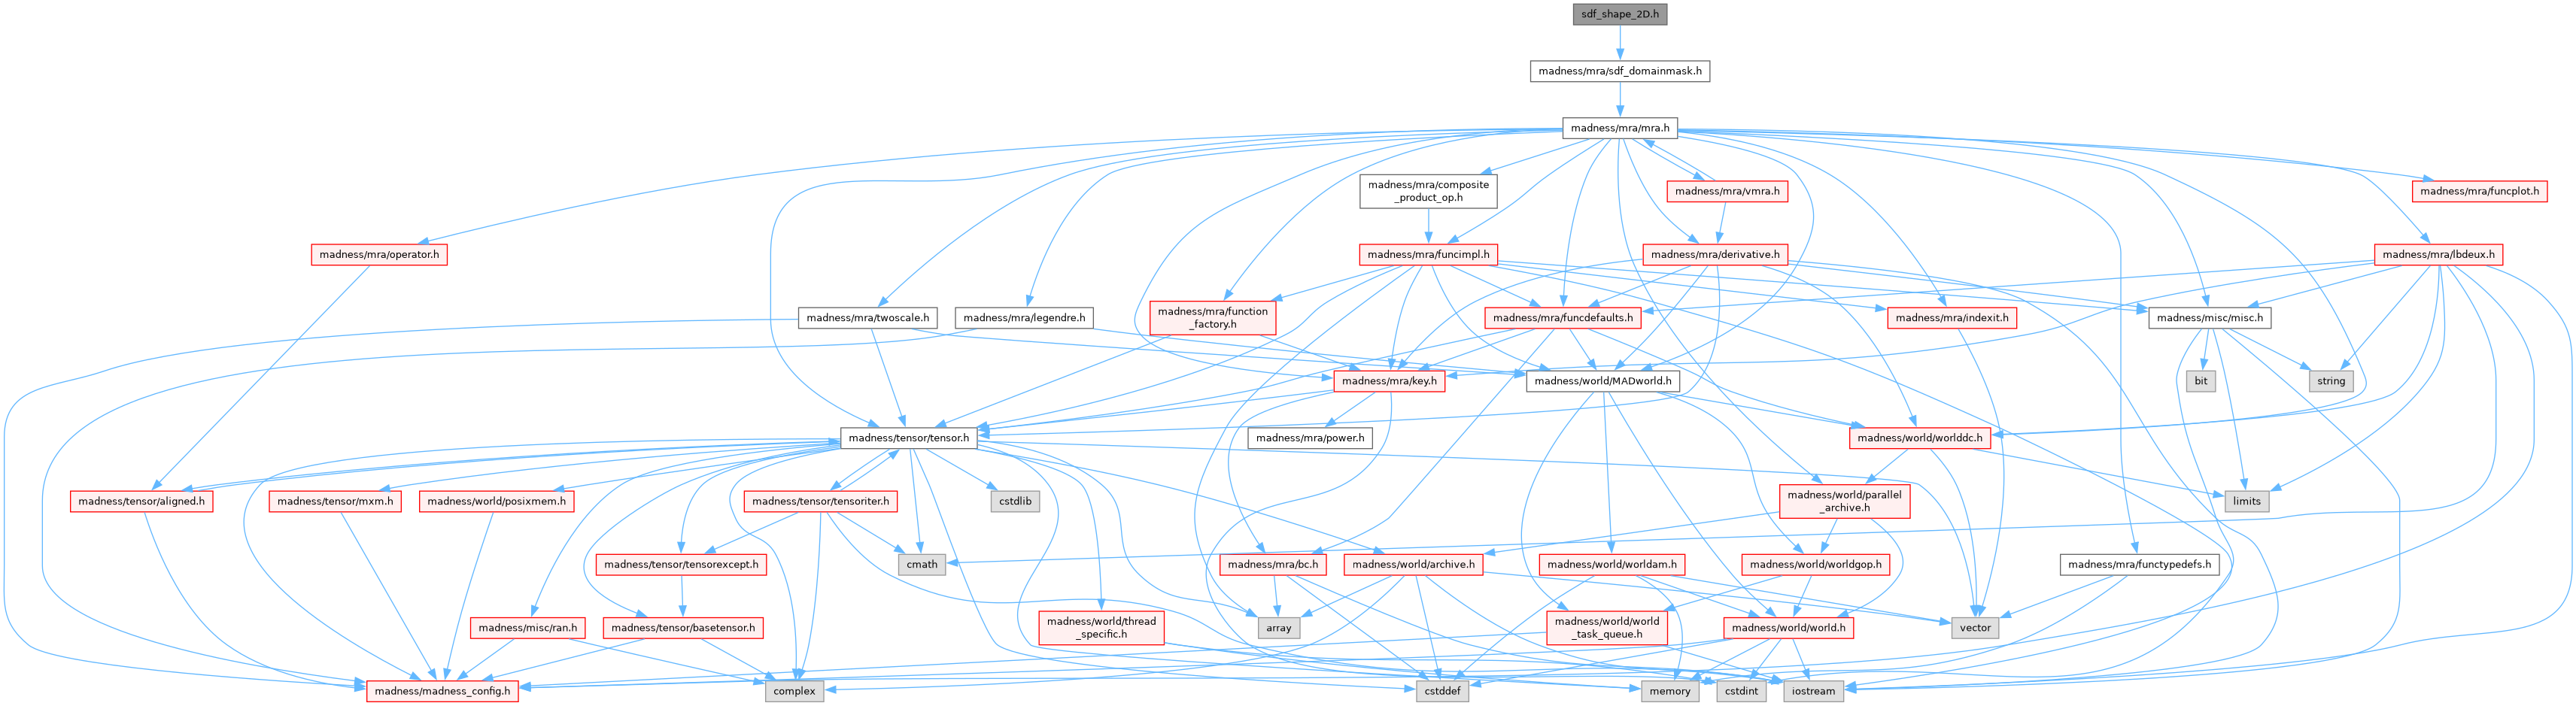 sdf_shape_2D.h
madness/mra/sdf_domainmask.h
madness/mra/mra.h
madness/mra/composite
_product_op.h
madness/mra/vmra.h
madness/mra/funcplot.h
madness/mra/operator.h
madness/mra/funcimpl.h
madness/mra/derivative.h
madness/mra/lbdeux.h
madness/mra/twoscale.h
madness/mra/legendre.h
madness/mra/function
_factory.h
madness/mra/funcdefaults.h
madness/mra/indexit.h
madness/misc/misc.h
madness/mra/key.h
madness/world/MADworld.h
bit
string
madness/tensor/tensor.h
madness/mra/power.h
madness/world/worlddc.h
madness/tensor/aligned.h
madness/tensor/mxm.h
madness/world/posixmem.h
madness/tensor/tensoriter.h
cstdlib
madness/world/parallel
_archive.h
limits
madness/tensor/tensorexcept.h
cmath
madness/mra/bc.h
madness/world/archive.h
madness/world/worldam.h
madness/world/worldgop.h
madness/mra/functypedefs.h
madness/misc/ran.h
madness/tensor/basetensor.h
madness/world/thread
_specific.h
array
madness/world/world
_task_queue.h
madness/world/world.h
vector
madness/madness_config.h
complex
cstddef
memory
cstdint
iostream